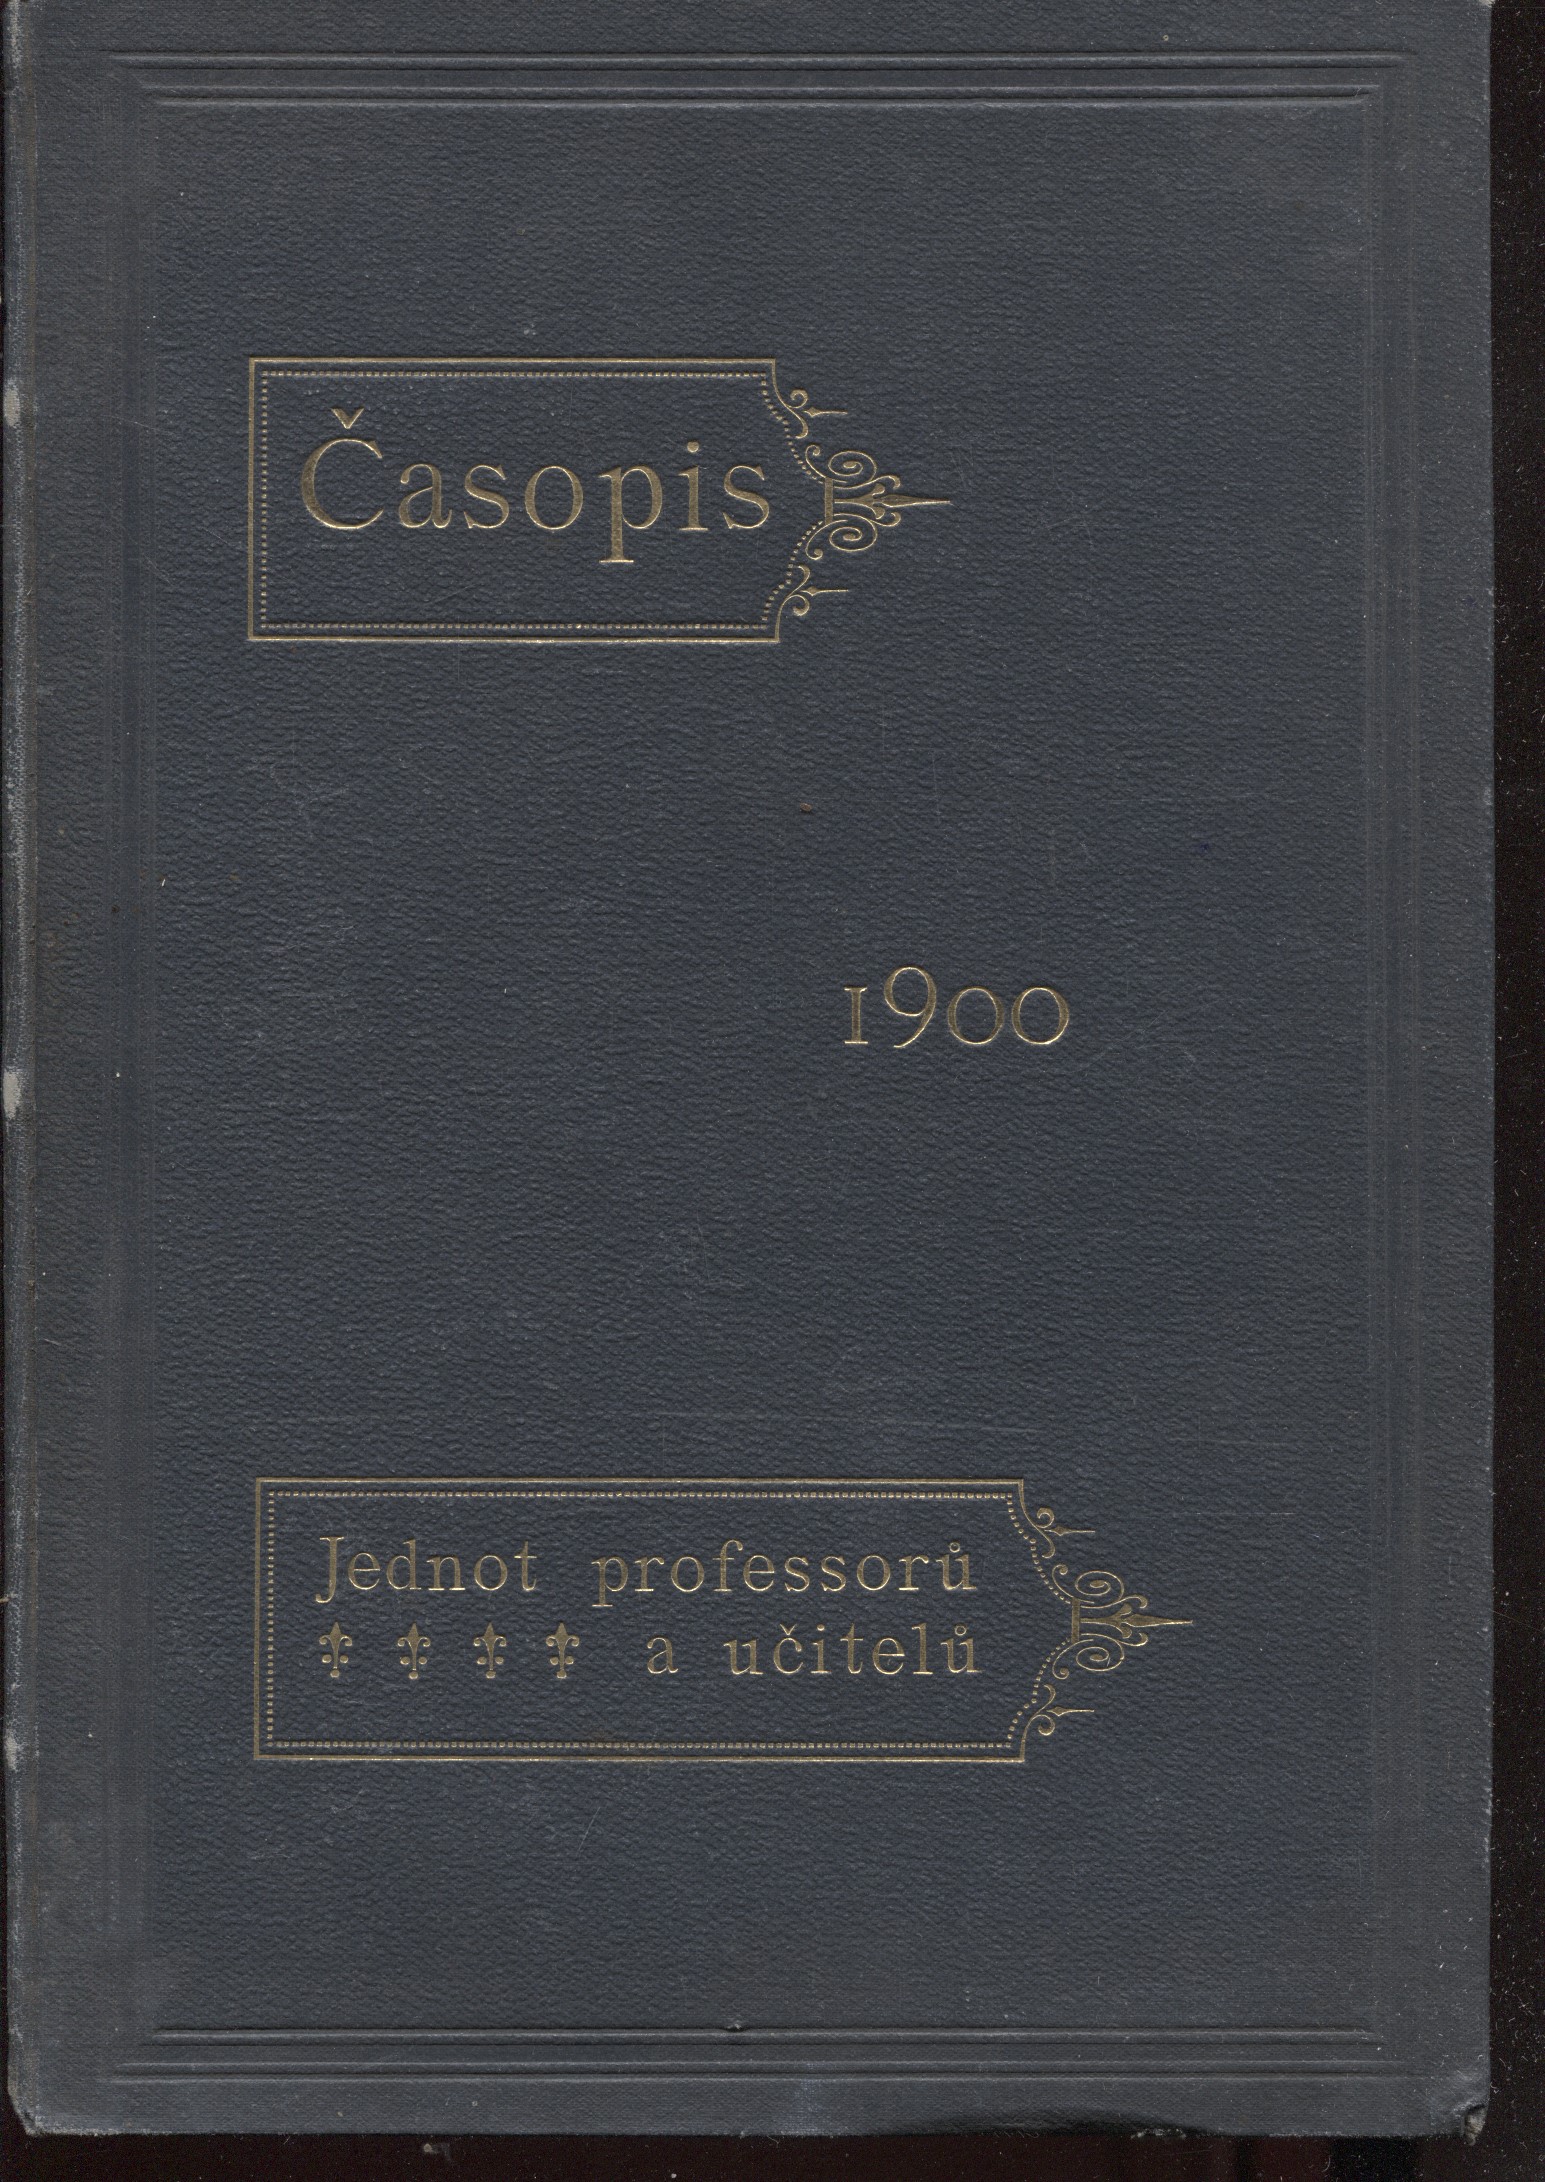 Časopis
1900
Jednot professorů
a učitelů